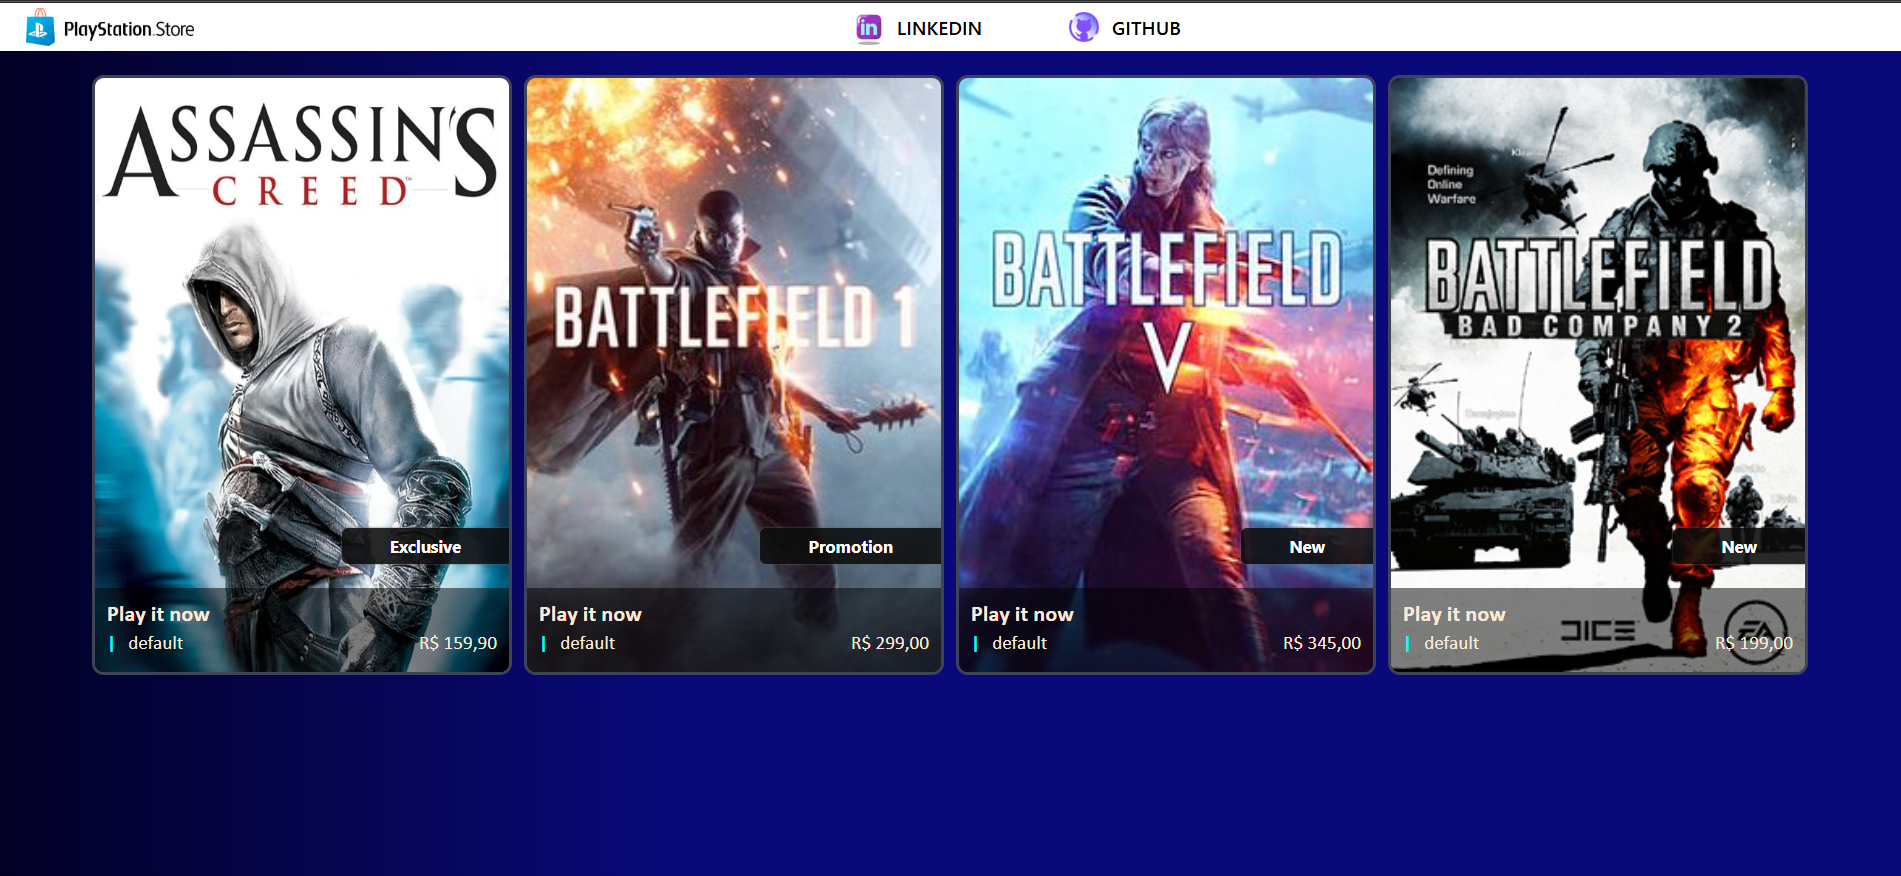 PlayStation.Store
LINKEDIN
GITHUB
ASSASSIN'S
CREED™
Exclusive
Play it now
| default
R$ 159,90
BATTLEFIELD 1
Promotion
Play it now
| default
R$ 299,00
BATTLEFIELD
V
New
Play it now
| default
R$ 345,00
Defining
Online
Warfare
BATTLEFIELD
BAD COMPANY 2
New
Play it now
| default
DICE
EA
R$ 199,00